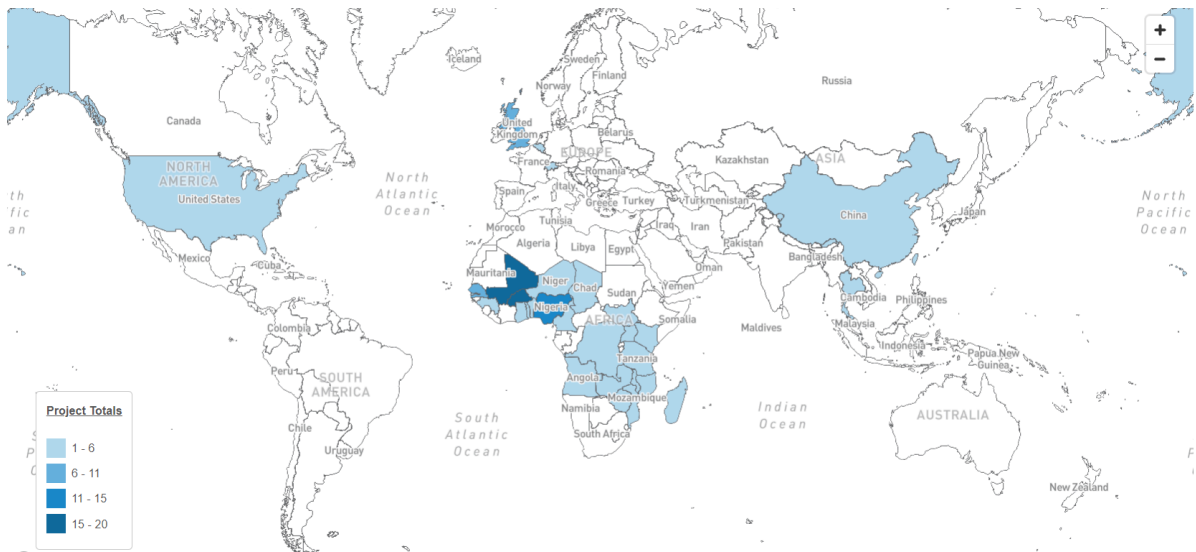 +
−
Iceland
Sweden
Finland
Norway
Russia
Canada
United
Kingdom
Belarus
EUROPE
France
Kazakhstan
ASIA
NORTH
AMERICA
United States
Romania
Italy
Spain
Greece
Turkey
Turkmenistan
North
Atlantic
Ocean
China
Japan
North
Pacific
Ocean
th
fic
an
Tunisia
Morocco
Algeria
Libya
Egypt
Iraq
Iran
Pakistan
Bangladesh
Mexico
Cuba
Mauritania
Niger
Chad
Sudan
Oman
Yemen
Nigeria
AFRICA
Somalia
Cambodia
Philippines
Maldives
Malaysia
Indonesia
Papua New
Guinea
Colombia
Peru
SOUTH
AMERICA
Tanzania
Angola
Mozambique
Namibia
South Africa
Indian
Ocean
AUSTRALIA
South
Atlantic
Ocean
Chile
Uruguay
New Zealand
Project Totals
1 - 6
6 - 11
11 - 15
15 - 20